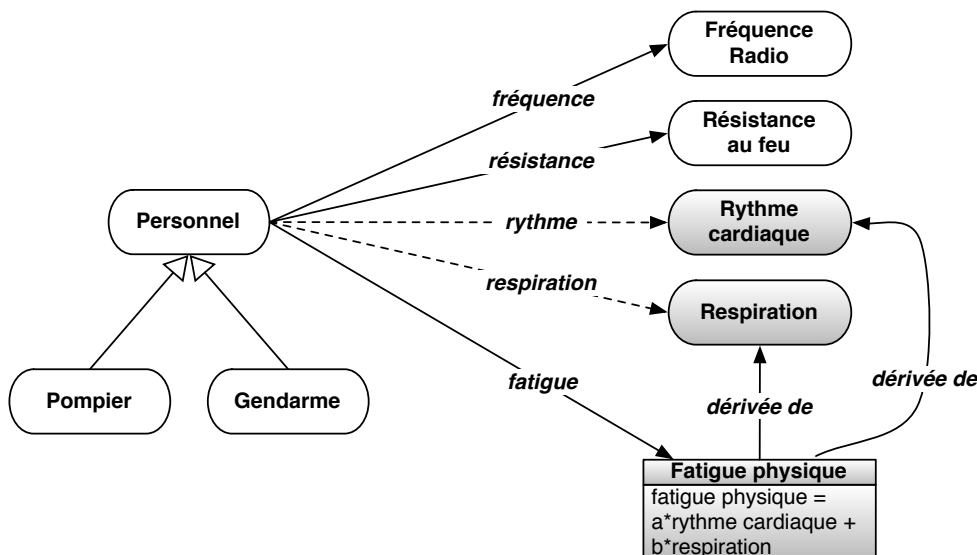 Fréquence
Radio
fréquence
Résistance
au feu
résistance
Personnel
rythme
Rythme
cardiaque
respiration
Respiration
Pompier
Gendarme
fatigue
dérivée de
dérivée de
Fatigue physique
fatigue physique =
a*rythme cardiaque +
b*respiration